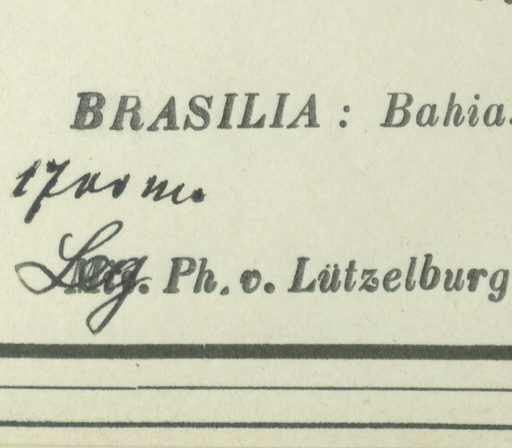 BRASILIA: Bahia.
1700 m.
Leg. Ph. v. Lützelburg